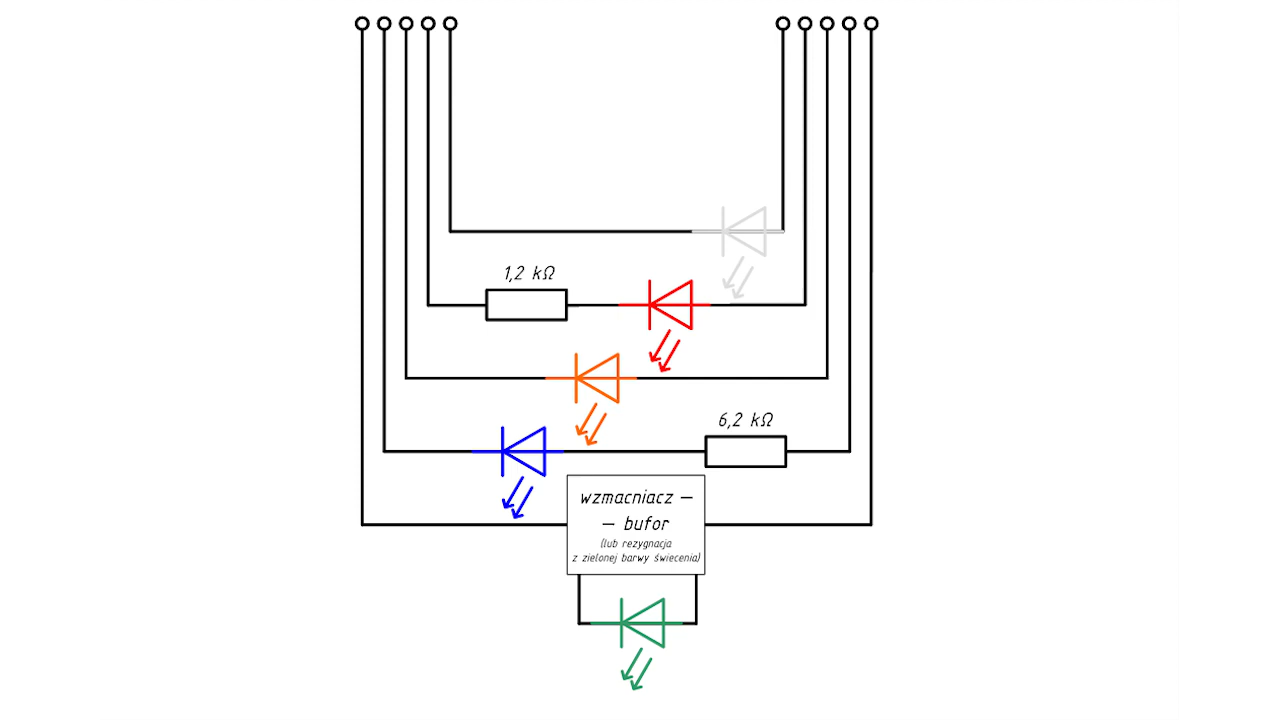 1,2 kΩ
6,2 kΩ
wzmacniacz –
– bufor
(lub rezygnacja
z zielonej barwy świecenia)